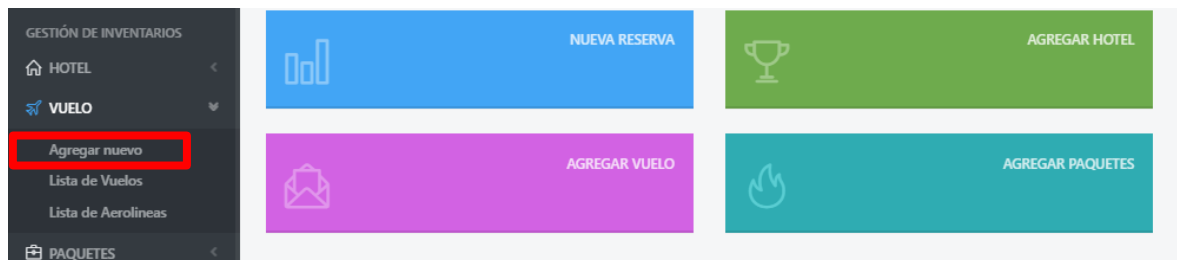 GESTIÓN DE INVENTARIOS
HOTEL
VUELO
Agregar nuevo
Lista de Vuelos
Lista de Aerolineas
PAQUETES
NUEVA RESERVA
AGREGAR HOTEL
AGREGAR VUELO
AGREGAR PAQUETES